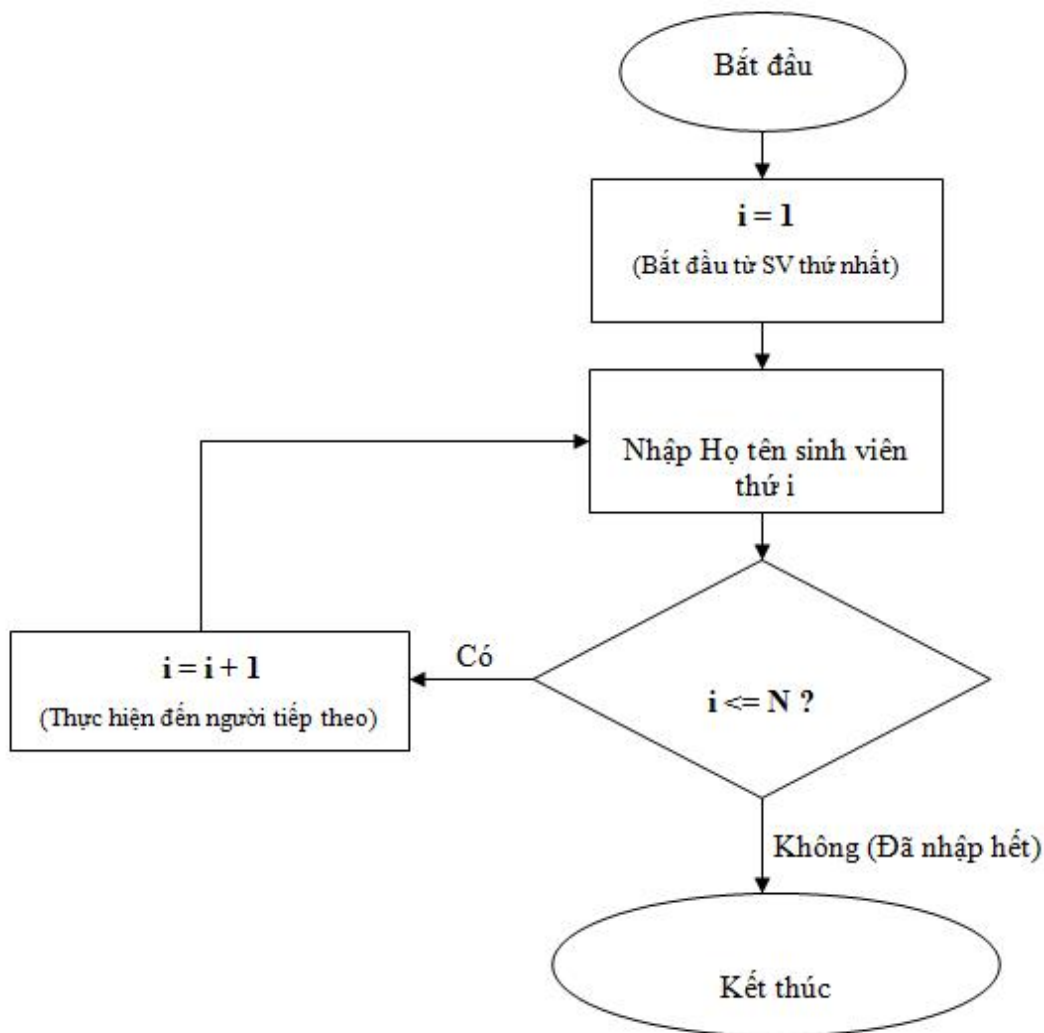 Bắt đầu
i = 1
(Bắt đầu từ SV thứ nhất)
Nhập Họ tên sinh viên
thứ i
Có
i = i + 1
(Thực hiện đến người tiếp theo)
i <= N ?
Không (Đã nhập hết)
Kết thúc